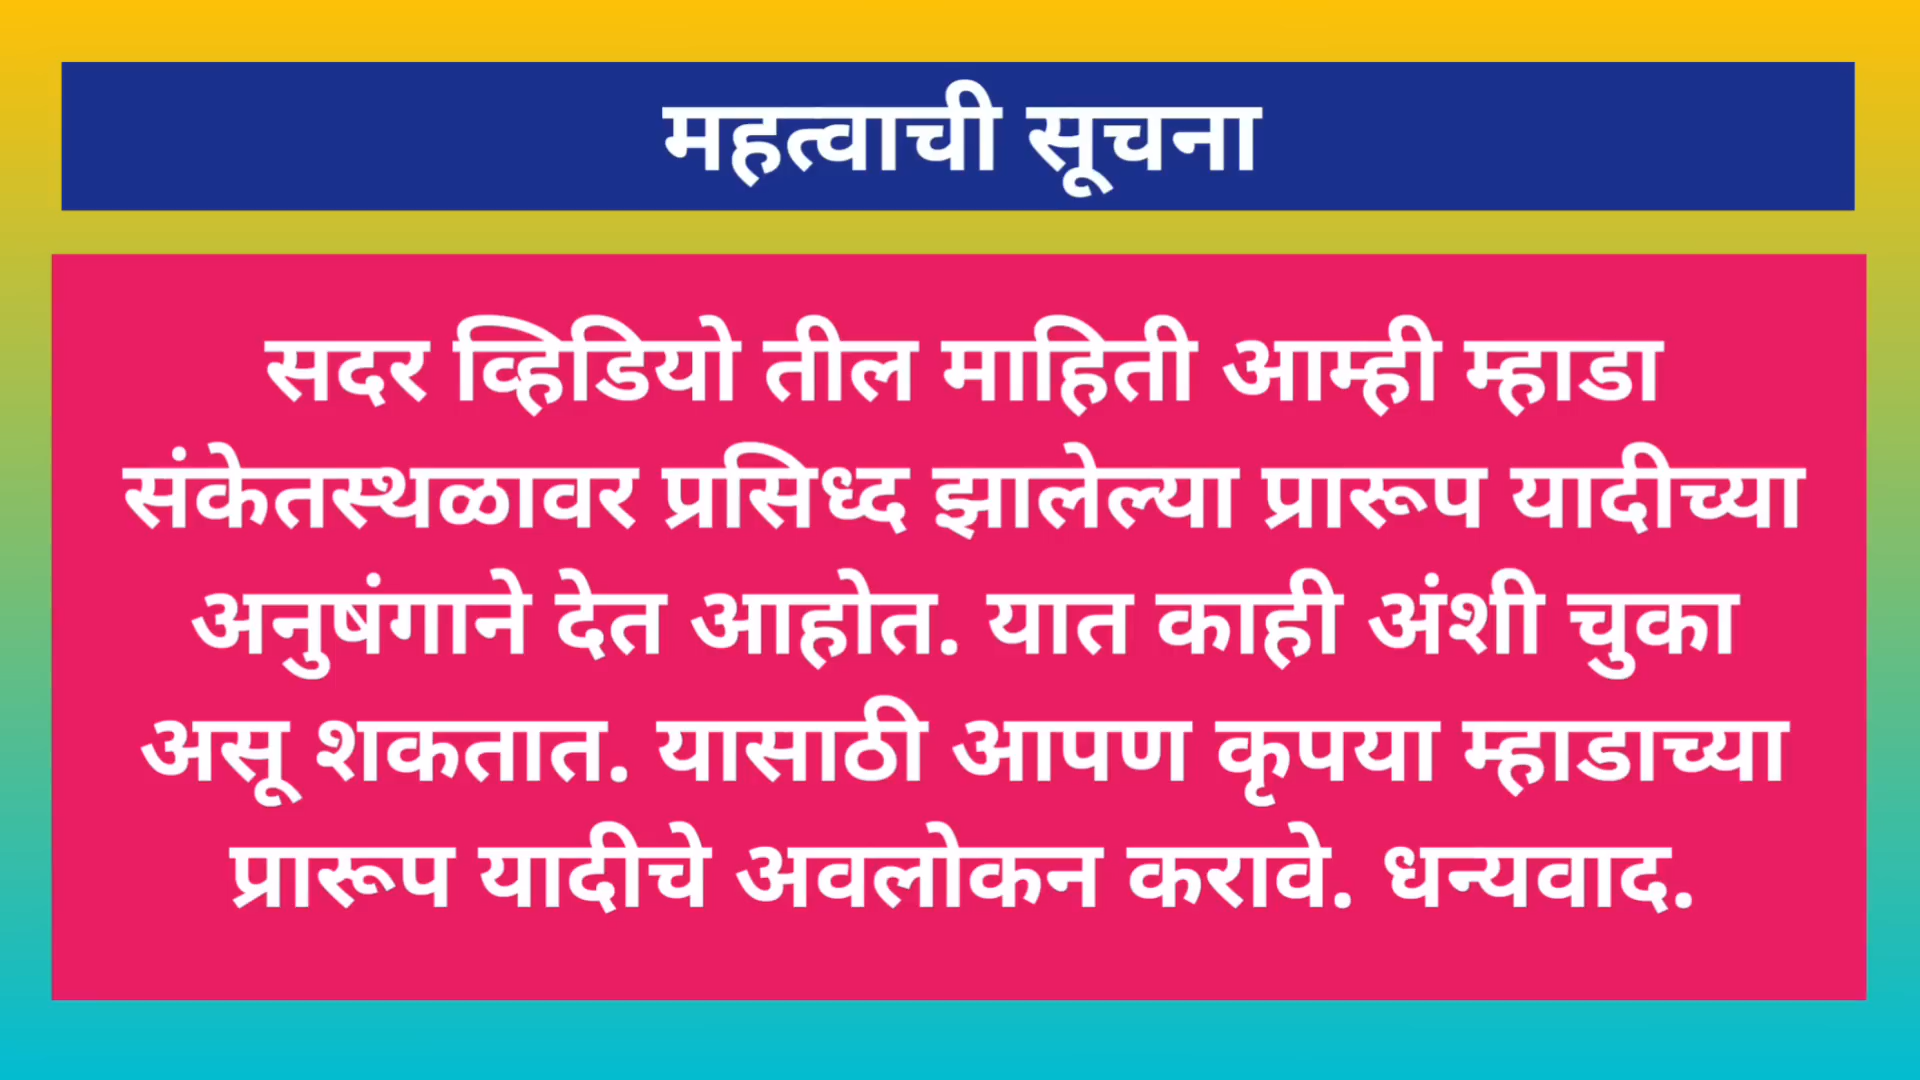 महत्वाची सूचना
सदर व्हिडियो तील माहिती आम्ही म्हाडा
संकेतस्थळावर प्रसिध्द झालेल्या प्रारूप यादीच्या
अनुषंगाने देत आहोत. यात काही अंशी चुका
असू शकतात. यासाठी आपण कृपया म्हाडाच्या
प्रारूप यादीचे अवलोकन करावे. धन्यवाद.